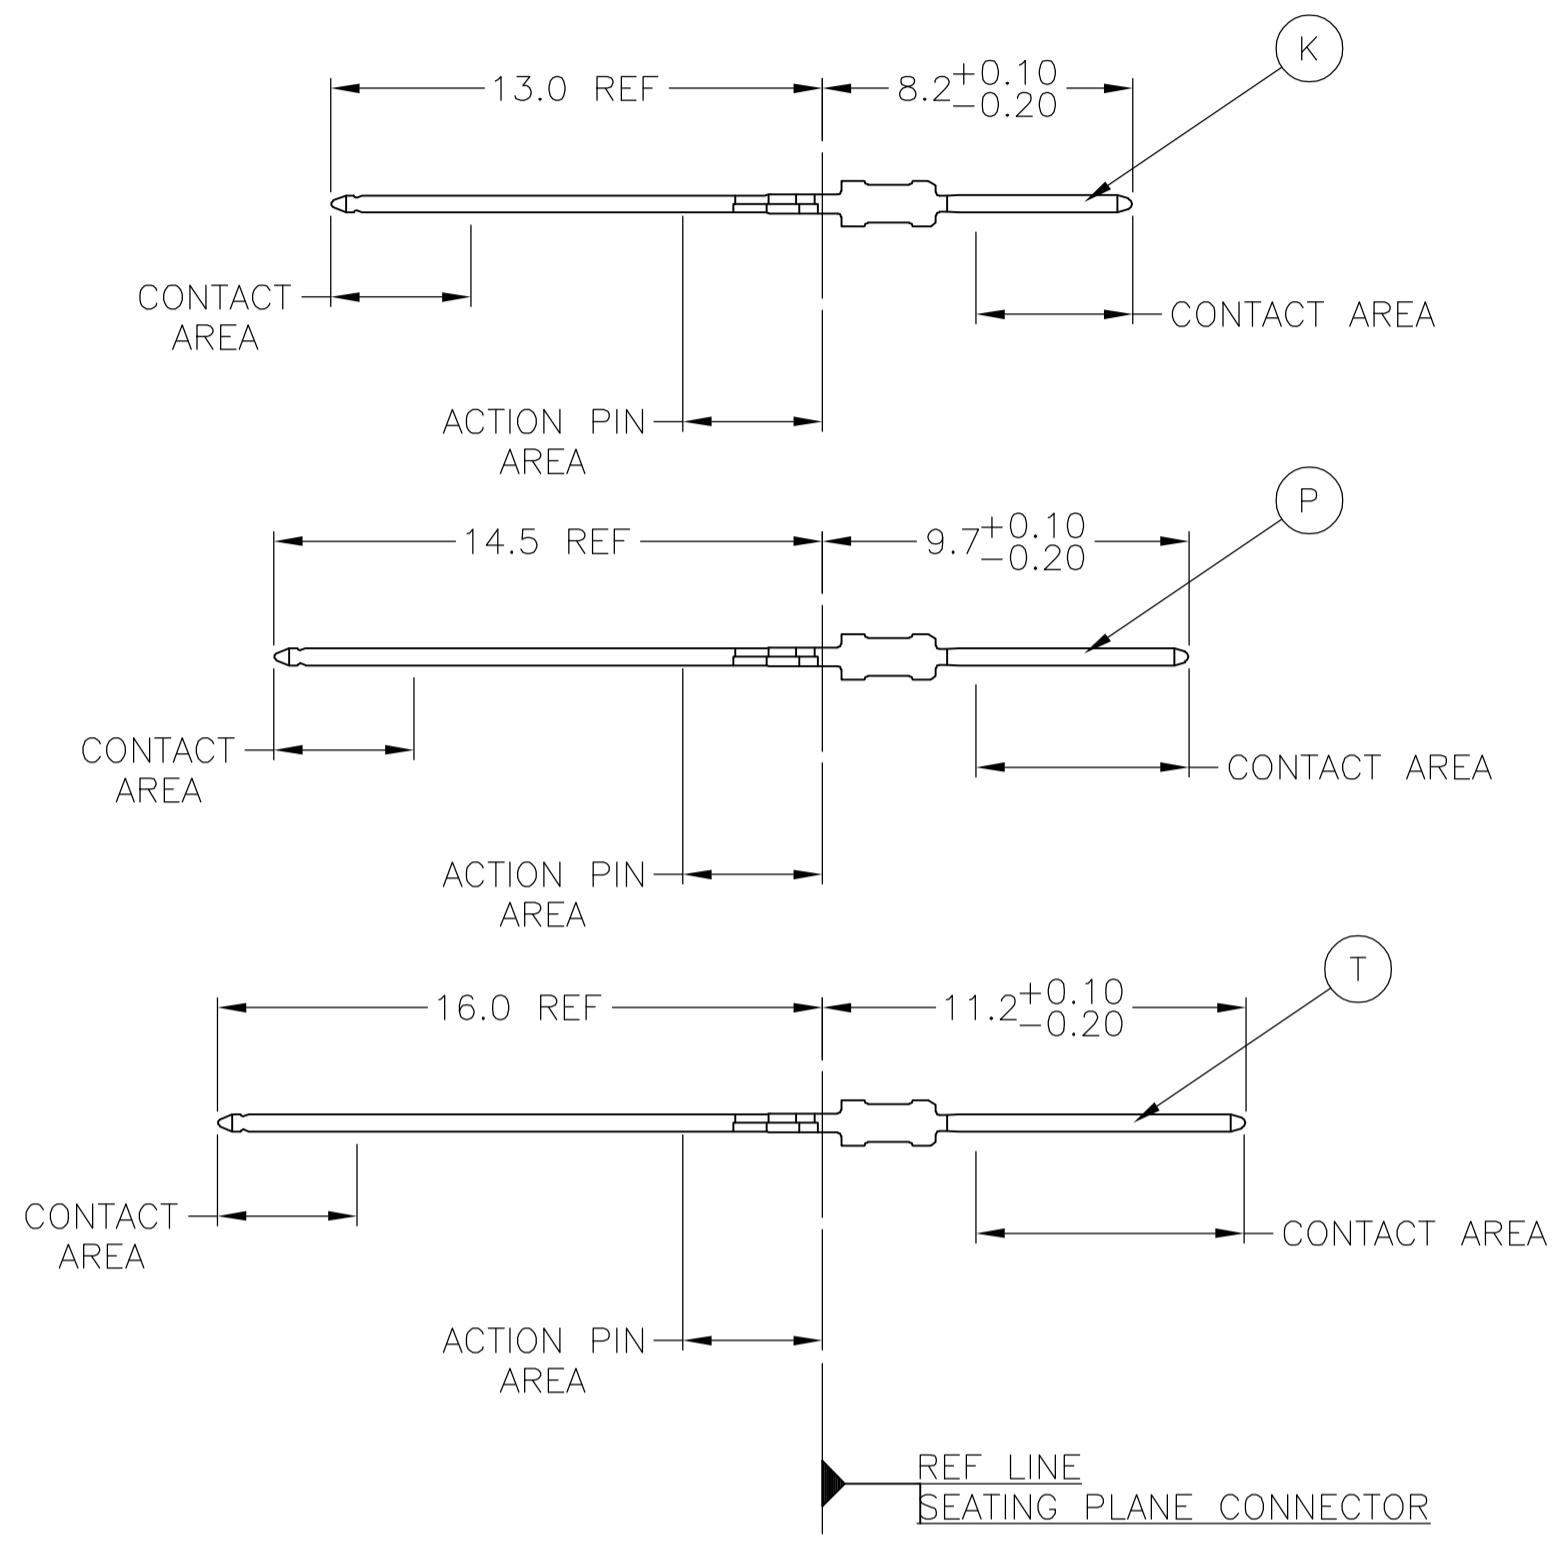 K
13.0 REF
8.2 +0.10
−0.20
CONTACT
AREA
CONTACT AREA
ACTION PIN
AREA
P
14.5 REF
9.7 +0.10
−0.20
CONTACT
AREA
CONTACT AREA
ACTION PIN
AREA
T
16.0 REF
11.2 +0.10
−0.20
CONTACT
AREA
CONTACT AREA
ACTION PIN
AREA
REF LINE
SEATING PLANE CONNECTOR